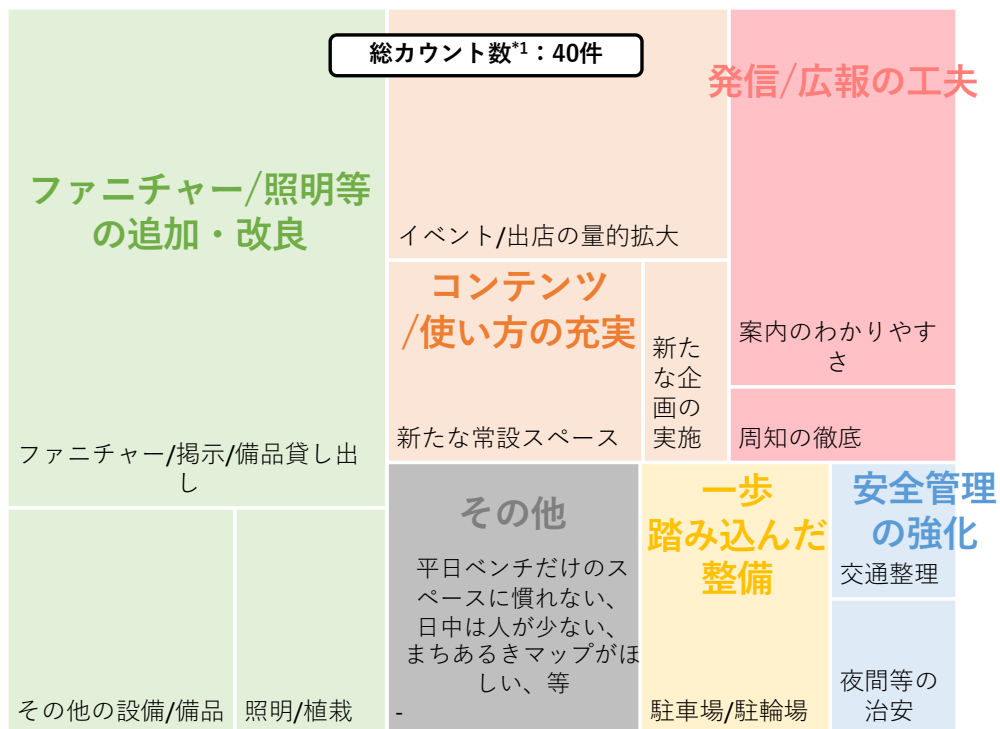 総カウント数*1：40件
ファニチャー/照明等
の追加・改良
ファニチャー/掲示/備品貸し出
し
その他の設備/備品
照明/植栽
イベント/出店の量的拡大
コンテンツ
/使い方の充実
新たな常設スペース
新た
な企
画の
実施
発信/広報の工夫
案内のわかりやす
さ
周知の徹底
その他
平日ベンチだけのス
ペースに慣れない、
日中は人が少ない、
まちあるきマップがほ
しい、等
-
一歩
踏み込んだ
整備
駐車場/駐輪場
安全管理
の強化
交通整理
夜間等の
治安